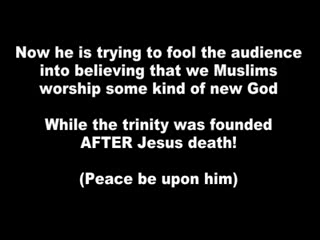 Now he is trying to fool the audience
into believing that we Muslims
worship some kind of new God
While the trinity was founded
AFTER Jesus death!
(Peace be upon him)